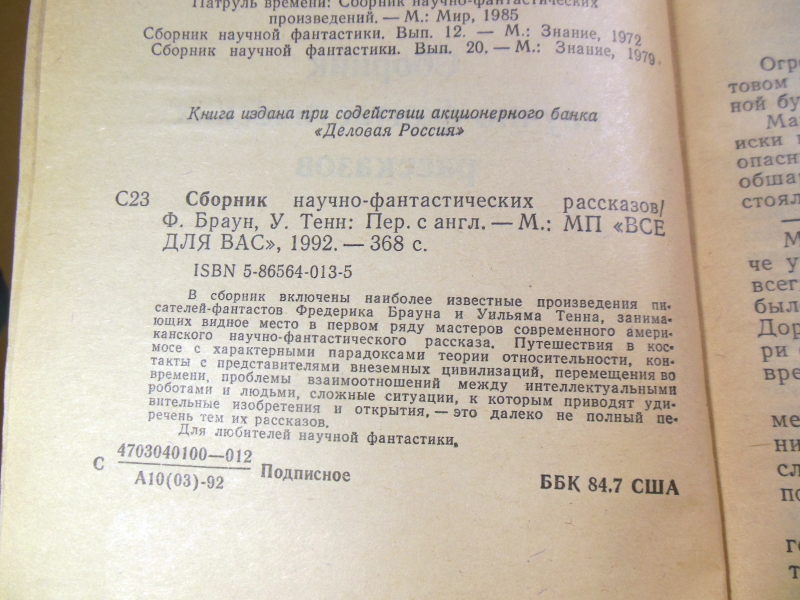 Патруль времени: Сборник научно-фантастических
произведений. — М.: Мир, 1985
Сборник научной фантастики. Вып. 12. — М.: Знание, 1972
Сборник научной фантастики. Вып. 20. — М.: Знание, 1979.
Книга издана при содействии акционерного банка
«Деловая Россия»
С23 Сборник научно-фантастических рассказов/
Ф. Браун, У. Тенн: Пер. с англ. — М.: МП «ВСЕ
ДЛЯ ВАС», 1992. — 368 с.
ISBN 5-86564-013-5
В сборник включены наиболее известные произведения пи-
сателей-фантастов Фредерика Брауна и Уильяма Тенна, занима-
ющих видное место в первом ряду мастеров современного амери-
канского научно-фантастического рассказа. Путешествия в кос-
мосе с характерными парадоксами теории относительности, кон-
такты с представителями внеземных цивилизаций, перемещения во
времени, проблемы взаимоотношений между интеллектуальными
роботами и людьми, сложные ситуации, к которым приводят уди-
вительные изобретения и открытия, — это далеко не полный пе-
речень тем их рассказов.
Для любителей научной фантастики.
С 4703040100—012
А10(03)-92
Подписное
ББК 84.7 США
Огр
товом
ной бу
Ма
иски
опасн
обша
стоял
—
М
че у
всег
был
Дор
ри
вре
ме
ни
сл
по
го
т